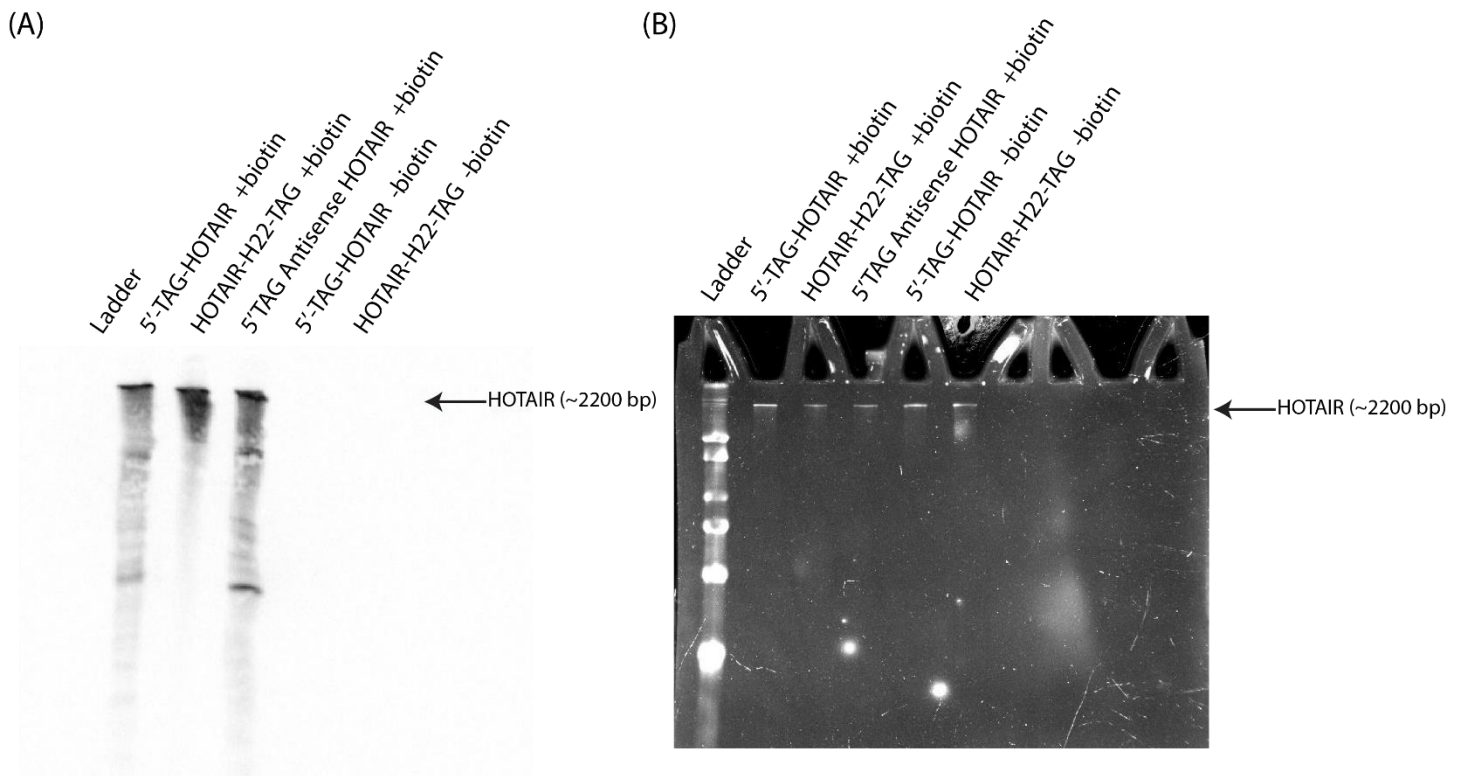 (A)
Ladder
5′-TAG-HOTAIR +biotin
HOTAIR-H22-TAG +biotin
5′TAG Antisense HOTAIR +biotin
5′-TAG-HOTAIR -biotin
HOTAIR-H22-TAG -biotin
HOTAIR (~2200 bp)
(B)
Ladder
5′-TAG-HOTAIR +biotin
HOTAIR-H22-TAG +biotin
5′TAG Antisense HOTAIR +biotin
5′-TAG-HOTAIR -biotin
HOTAIR-H22-TAG -biotin
HOTAIR (~2200 bp)